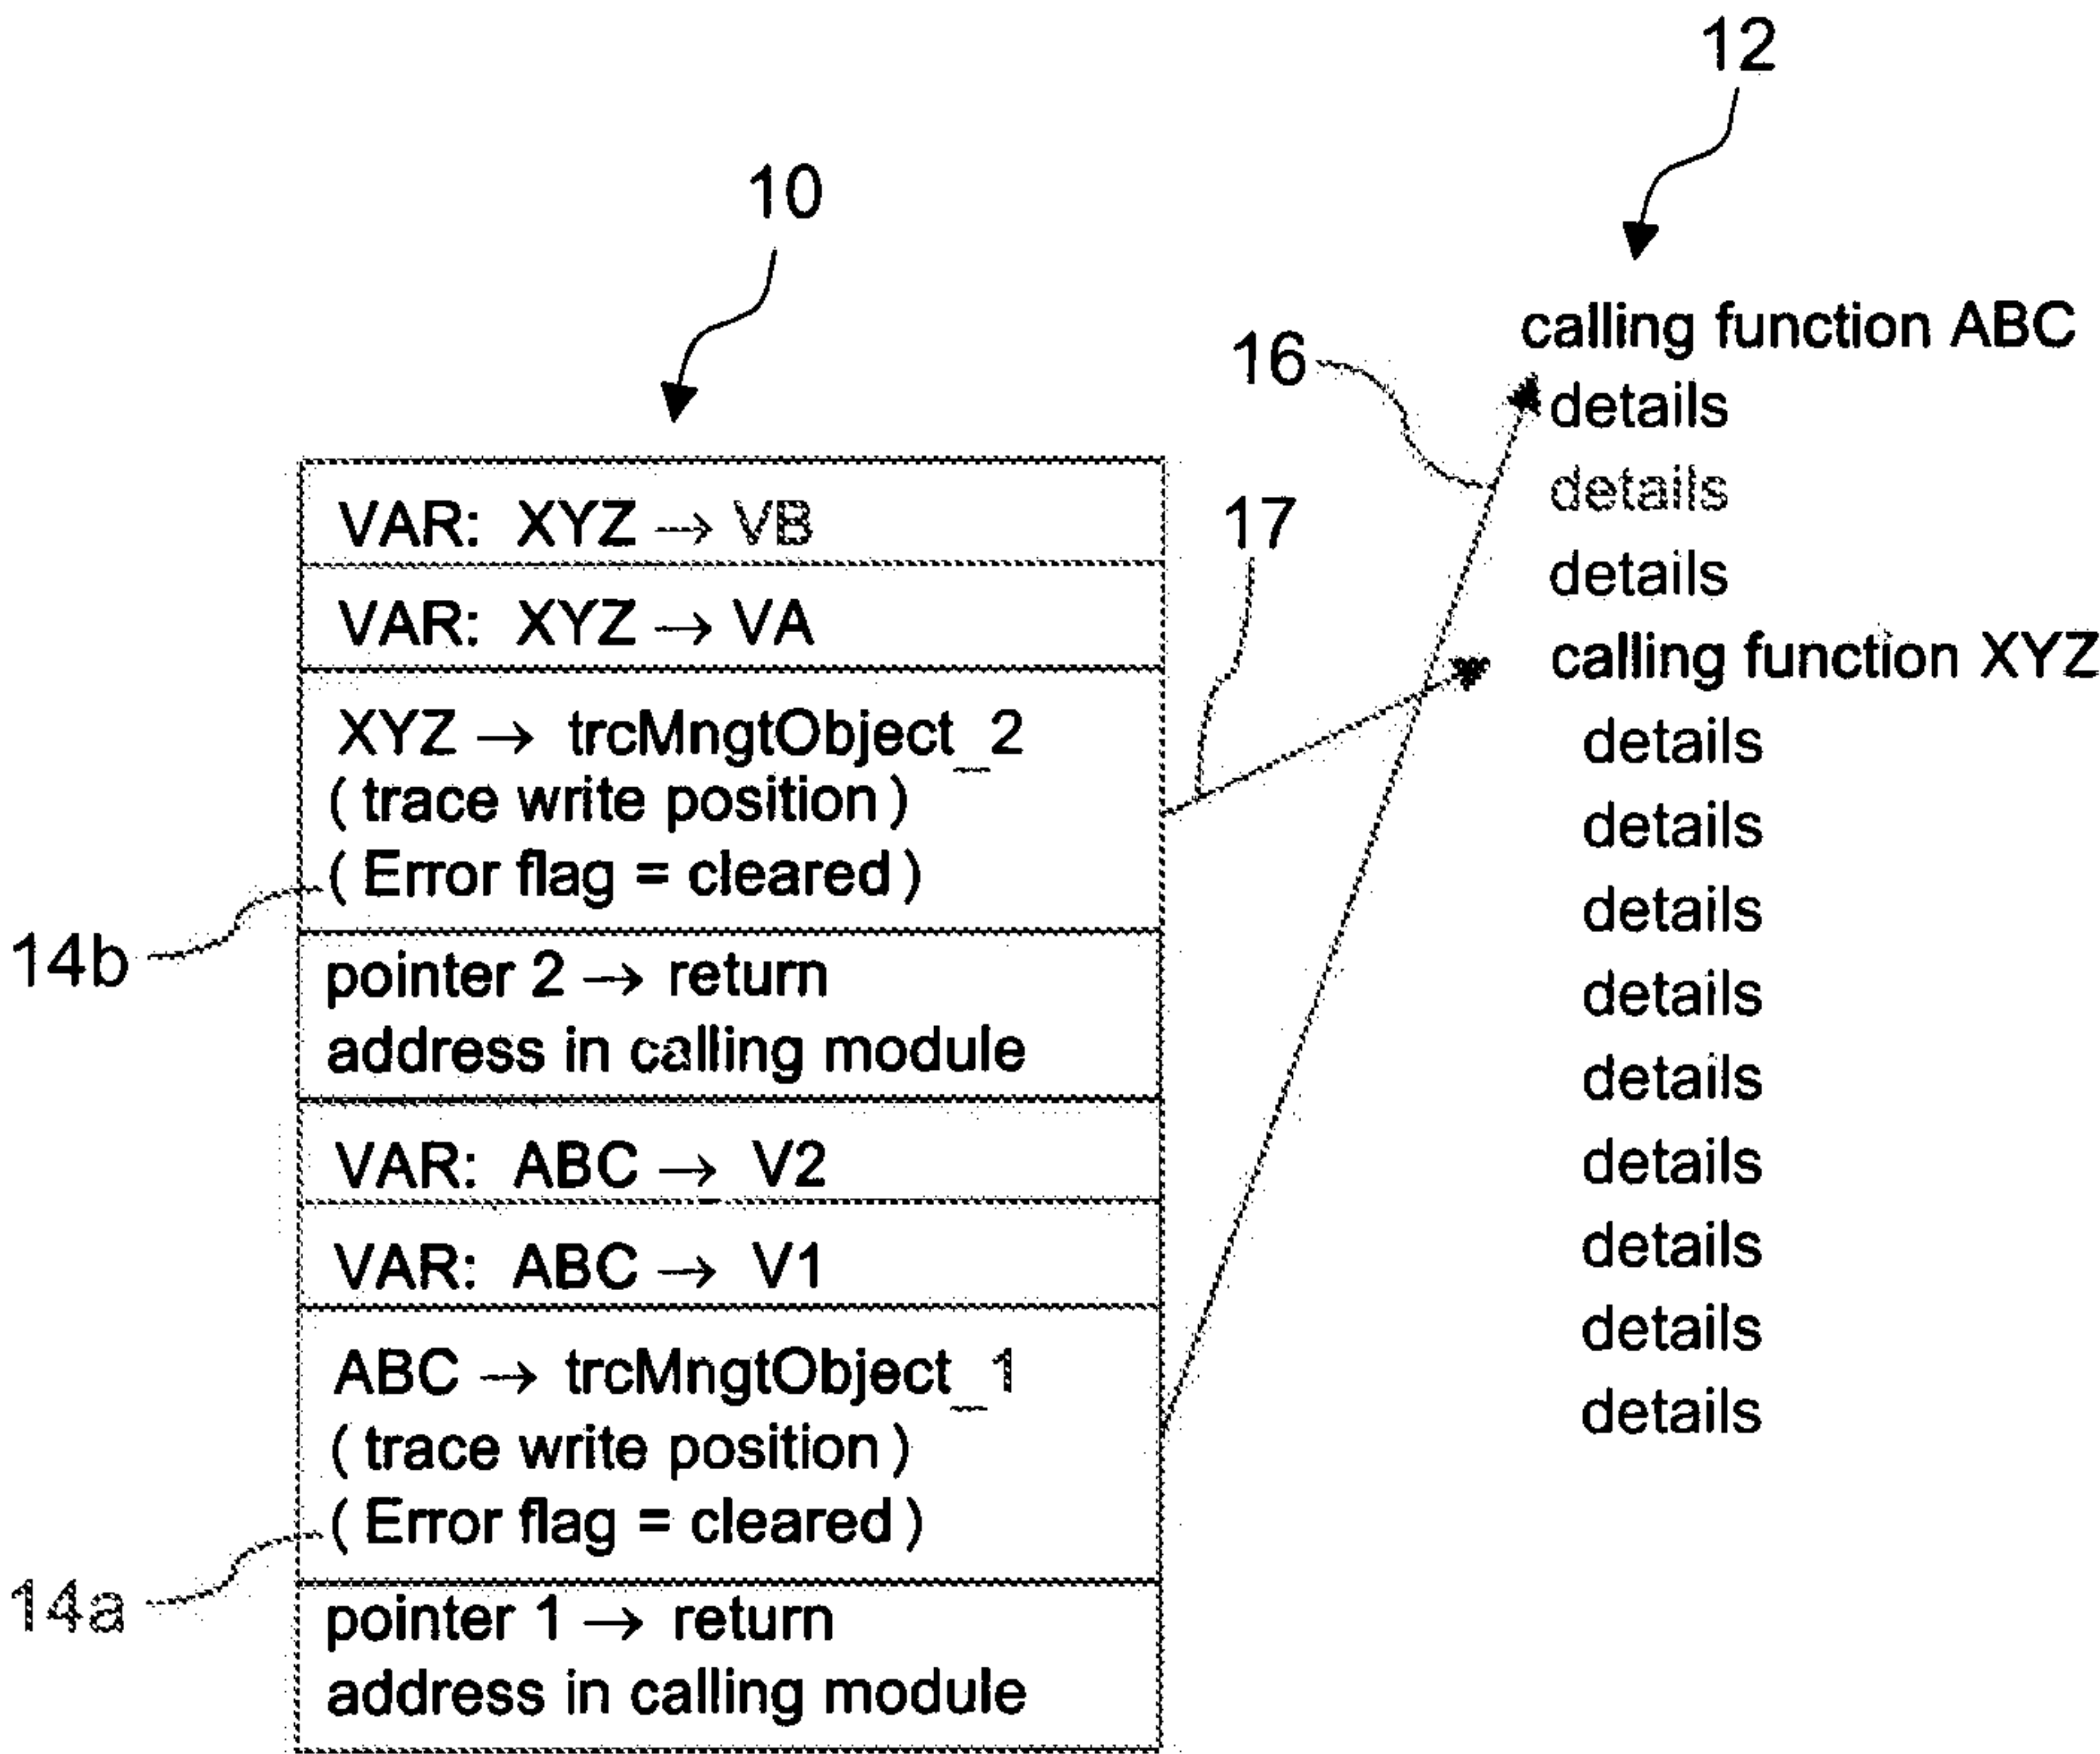 12
10
calling function ABC
16
details
details
17
details
calling function XYZ
details
details
details
details
details
details
details
details
details
VAR: XYZ → VB
VAR: XYZ → VA
XYZ → trcMngtObject_2
( trace write position )
( Error flag = cleared )
14b
pointer 2 → return
address in calling module
VAR: ABC → V2
VAR: ABC → V1
ABC → trcMngtObject_1
( trace write position )
( Error flag = cleared )
14a
pointer 1 → return
address in calling module